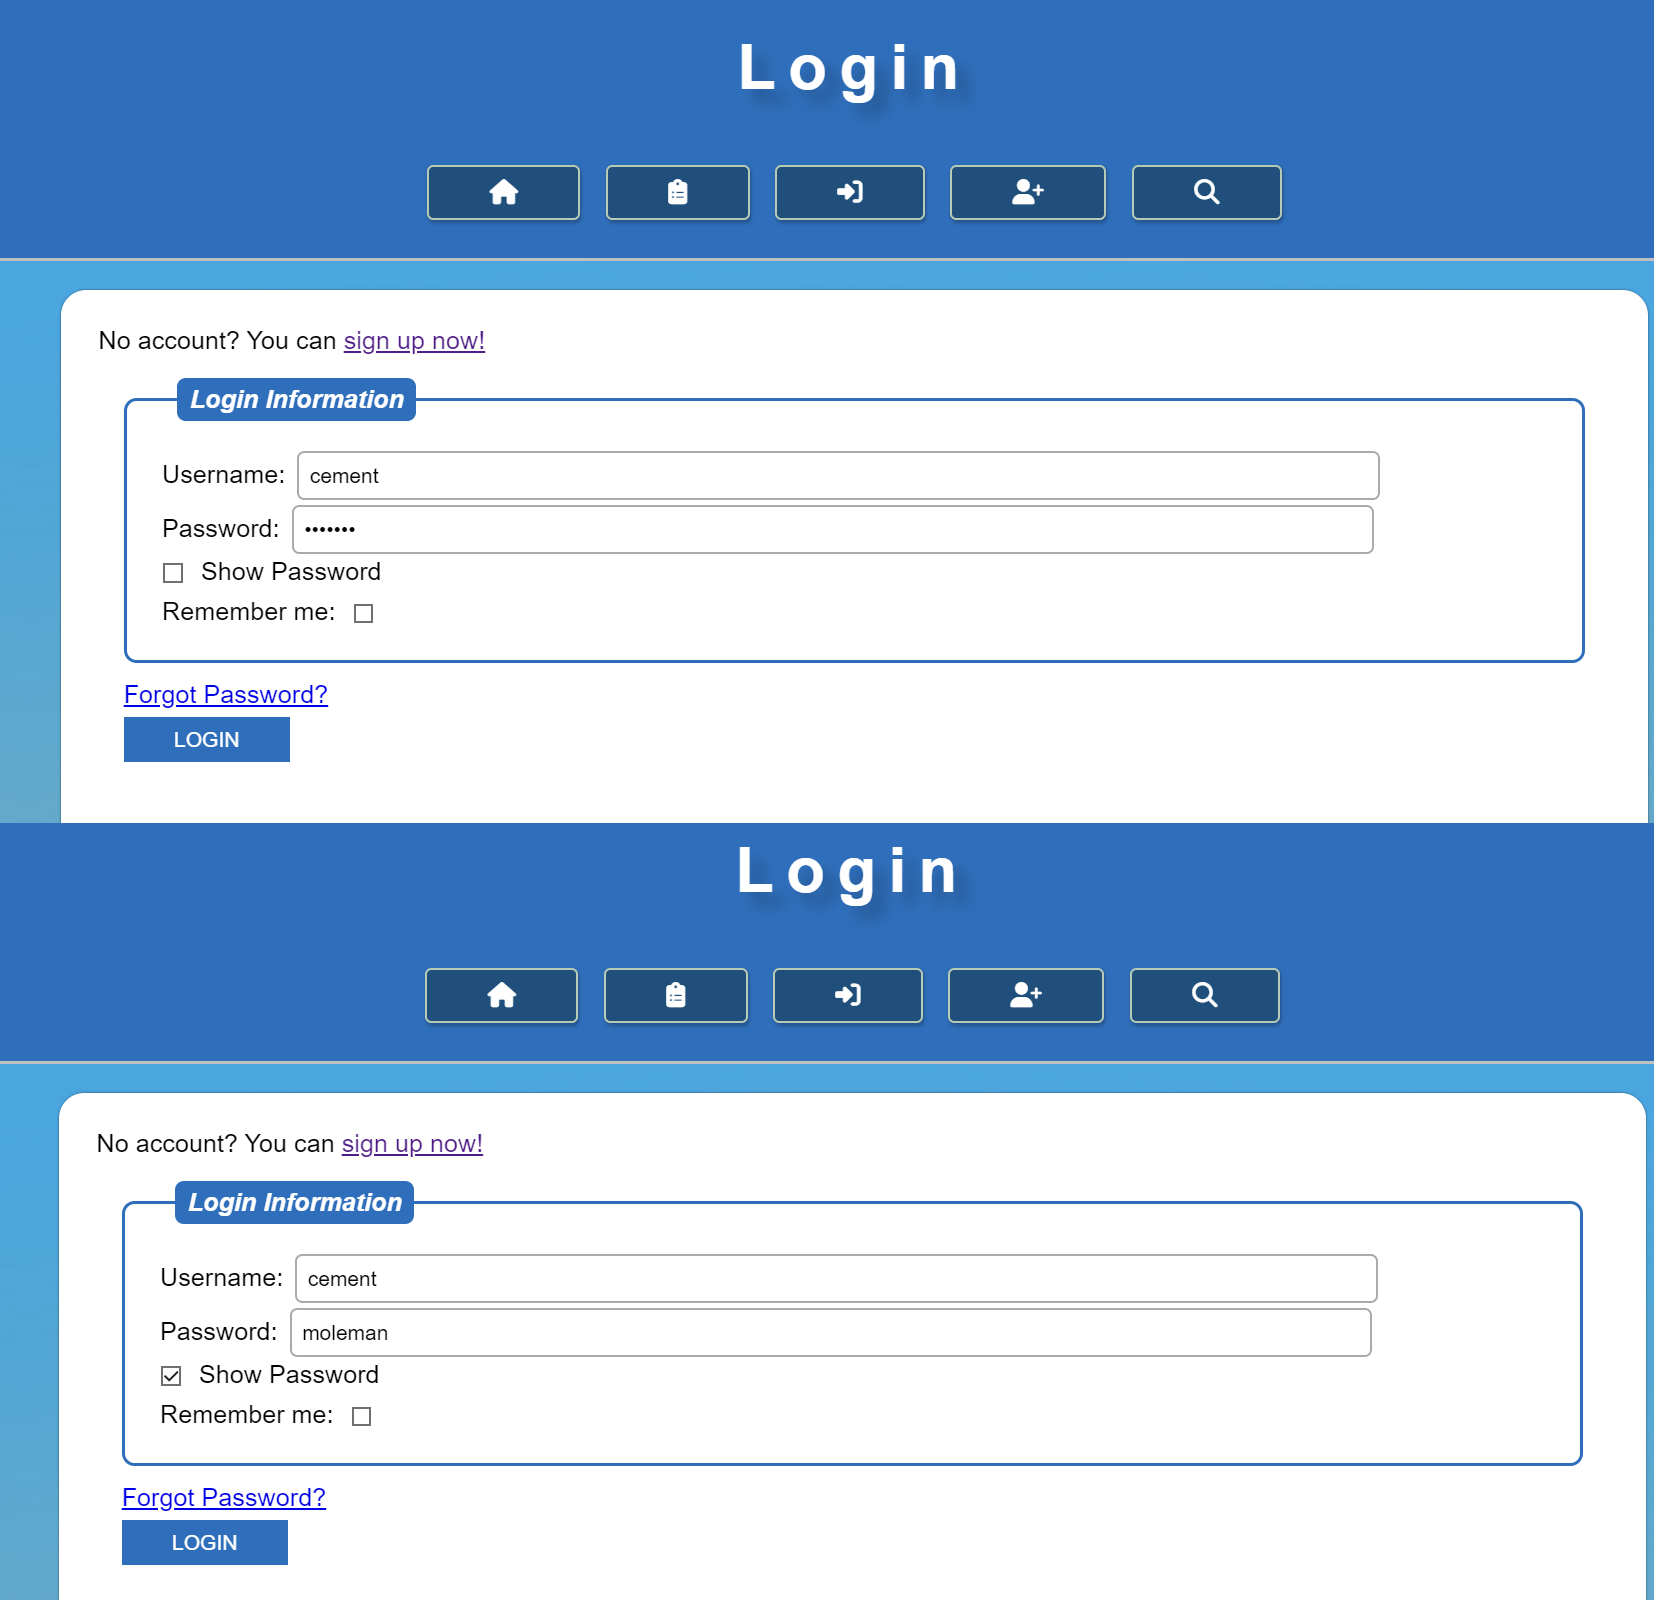 Login
No account? You can sign up now!
Login Information
Username: cement
Password: •••••••
Show Password
Remember me:
Forgot Password?
LOGIN
Login
No account? You can sign up now!
Login Information
Username: cement
Password: moleman
Show Password
Remember me:
Forgot Password?
LOGIN